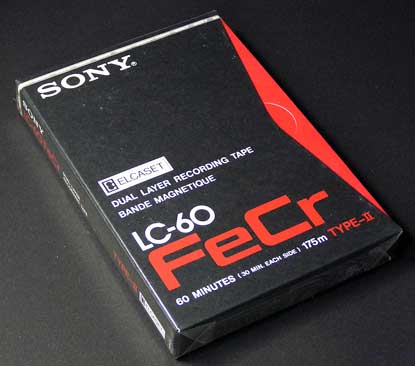 SONY®
ELCASET
DUAL LAYER RECORDING TAPE
BANDE MAGNETIQUE
LC-60
FeCr
60 MINUTES (30 MIN. EACH SIDE) 175m TYPE-II
SONY